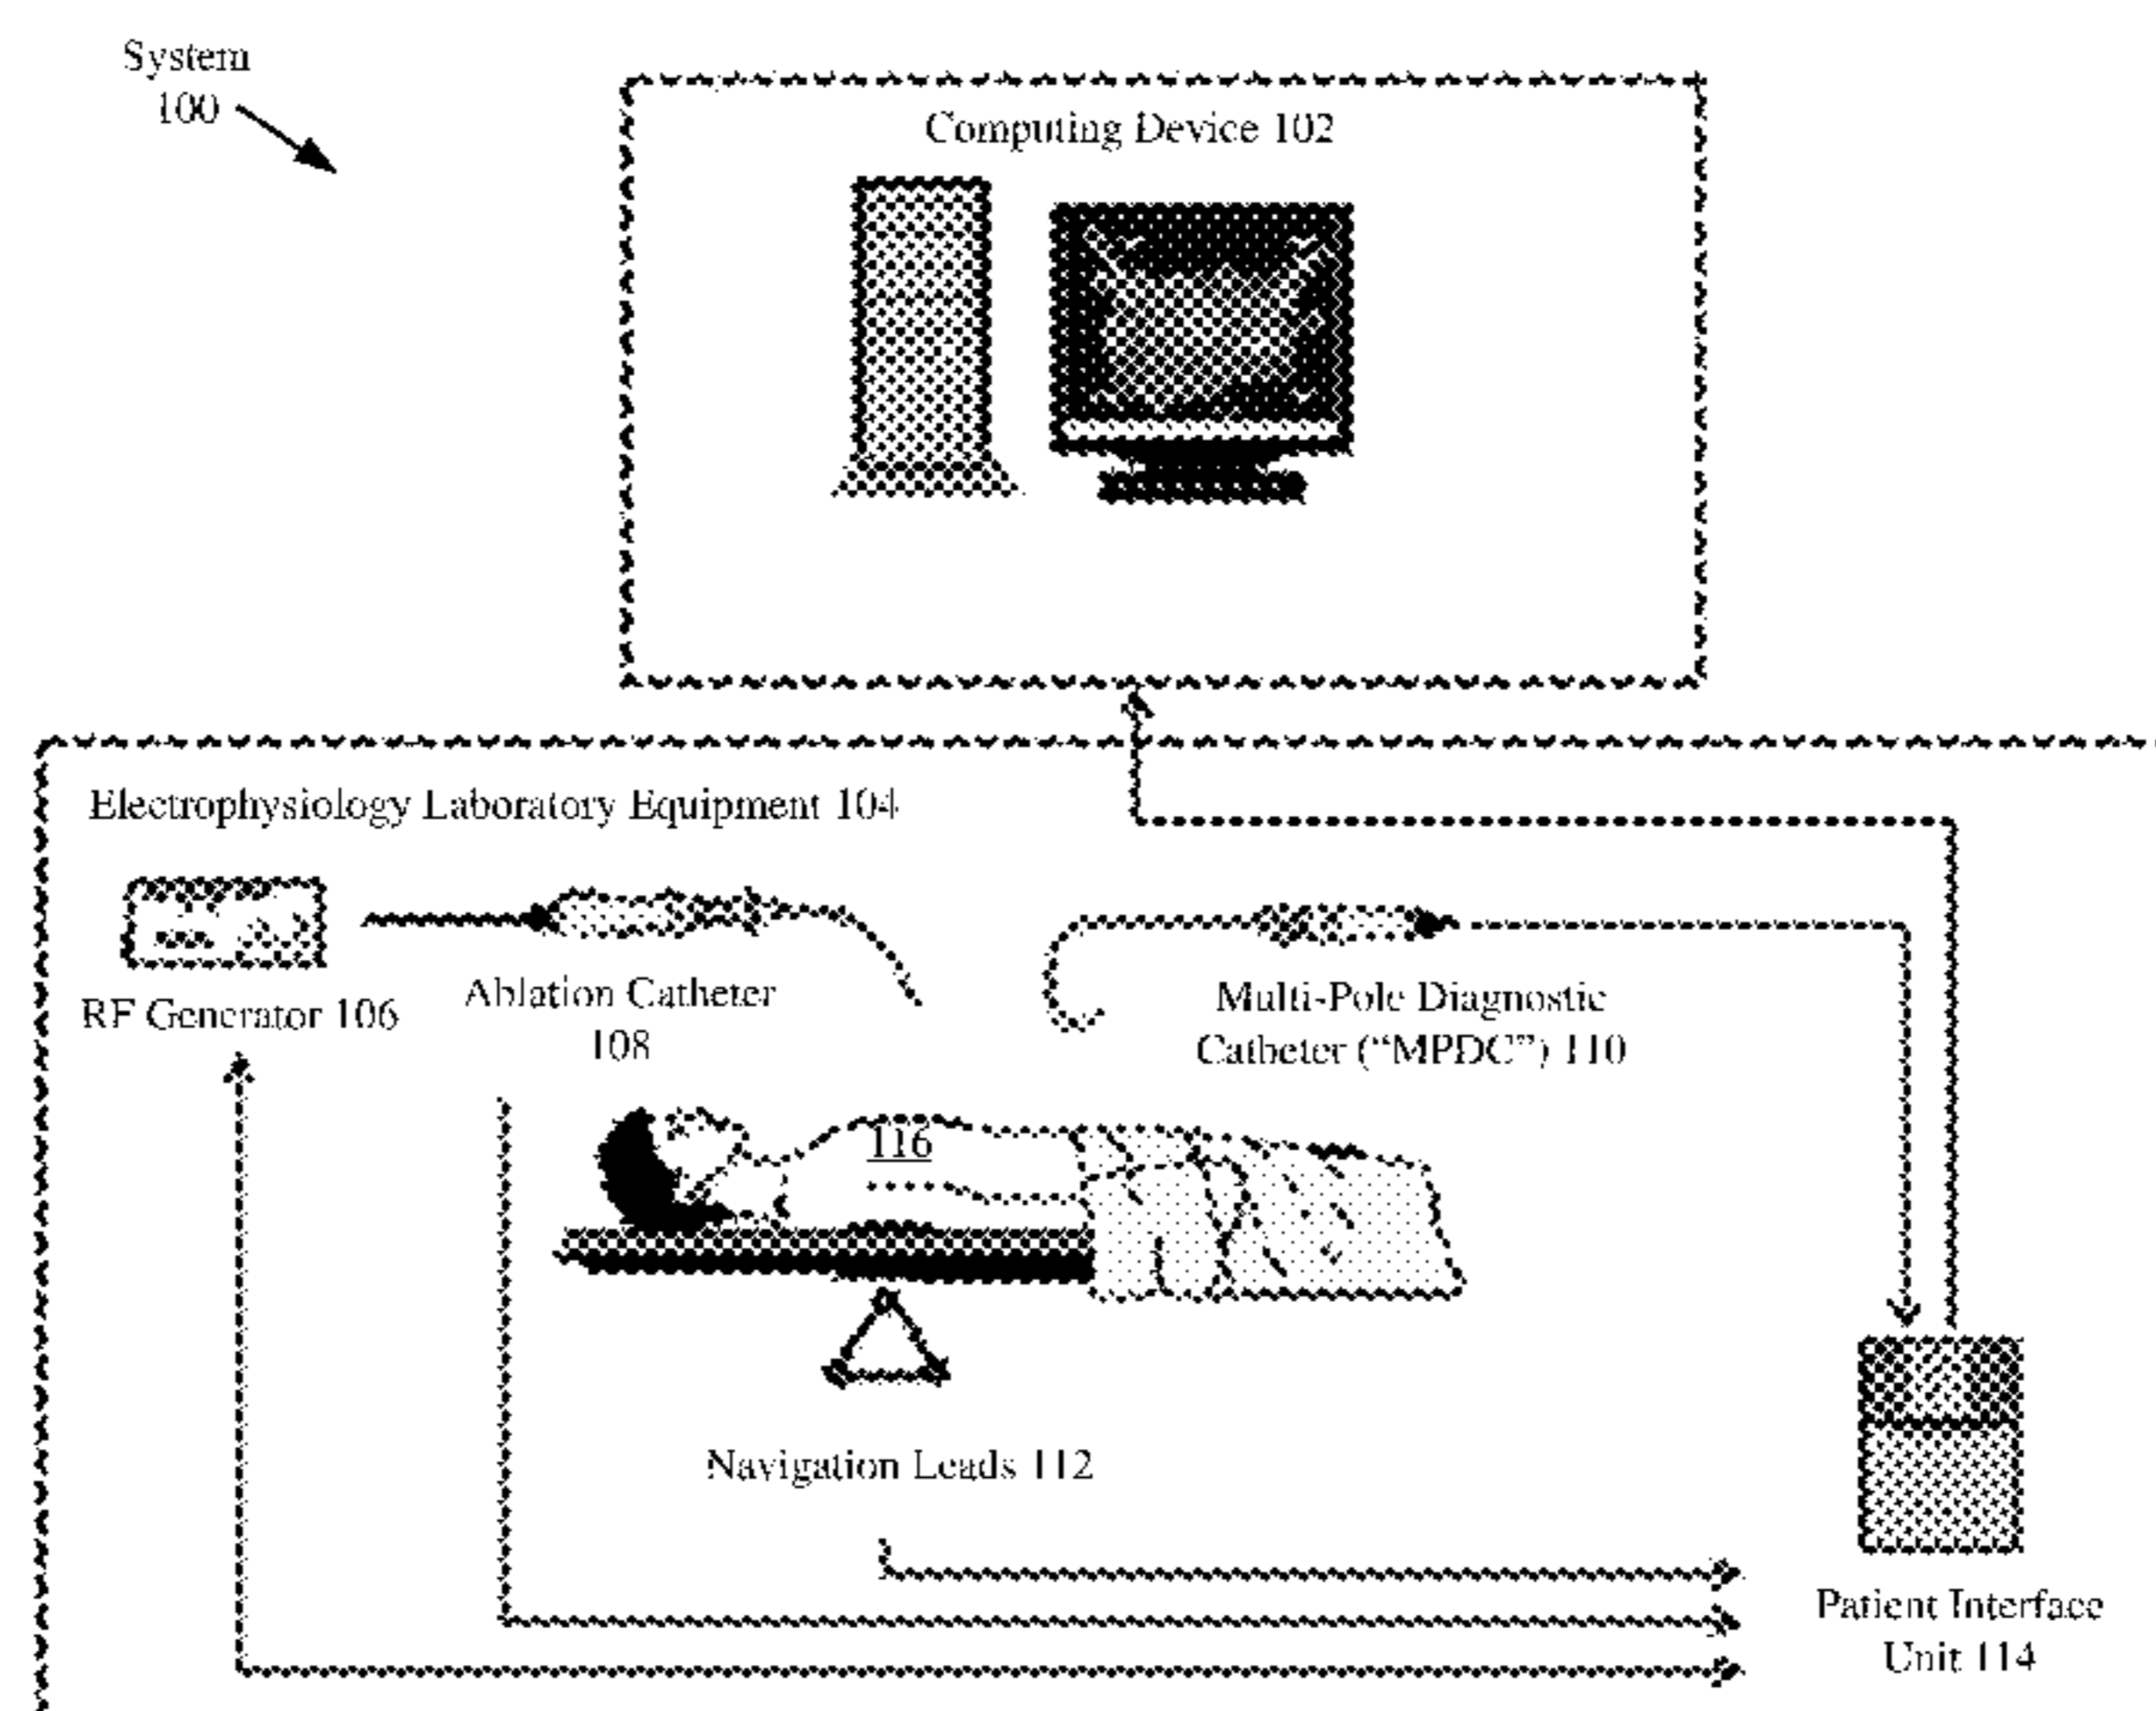 System
100
Computing Device 102
Electrophysiology Laboratory Equipment 104
RF Generator 106
Ablation Catheter
108
Multi-Pole Diagnostic
Catheter (“MPDC”) 110
116
Navigation Leads 112
Patient Interface
Unit 114